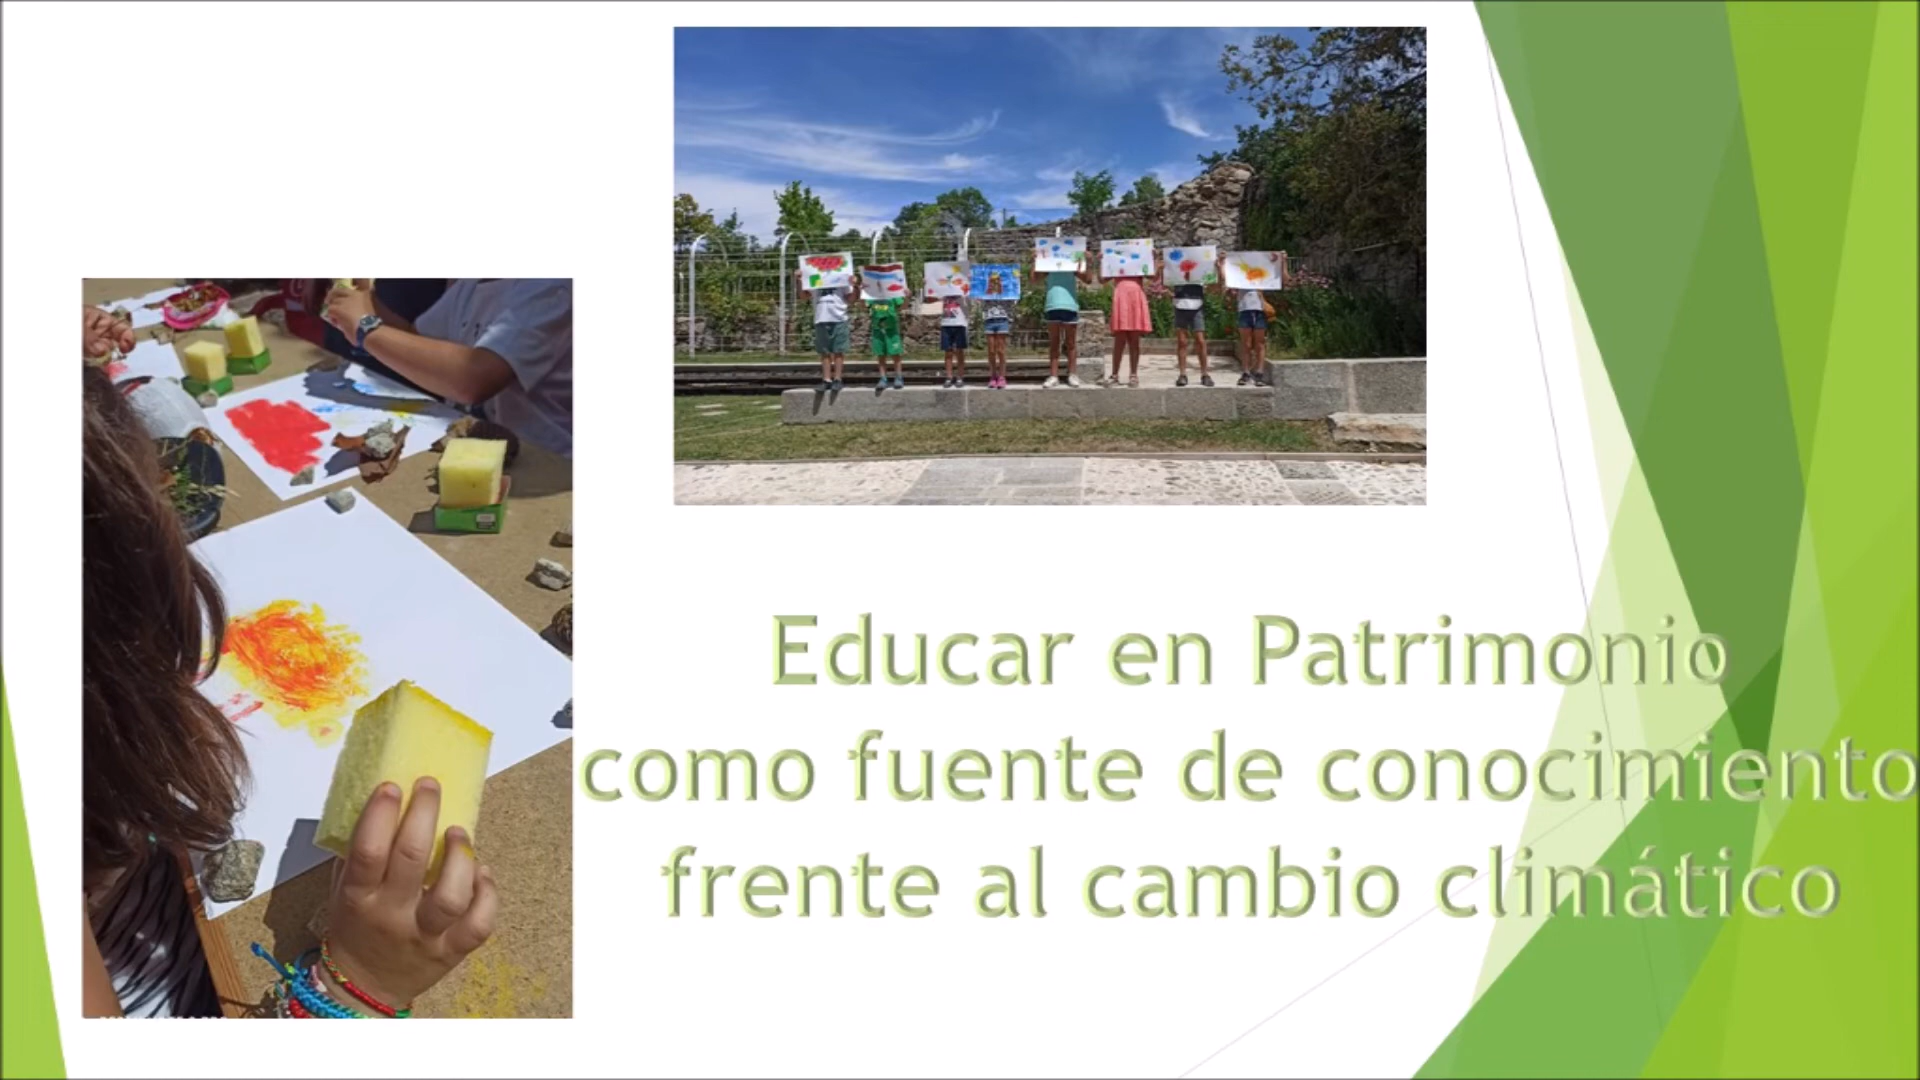 Educar en Patrimonio
como fuente de conocimiento
frente al cambio climático